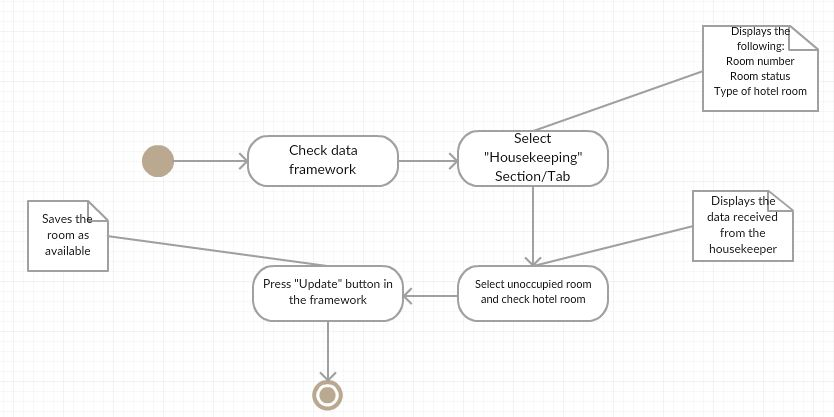 Displays the
following:
Room number
Room status
Type of hotel room
Check data
framework
Select
"Housekeeping"
Section/Tab
Saves the
room as
available
Displays the
data received
from the
housekeeper
Press "Update" button in
the framework
Select unoccupied room
and check hotel room